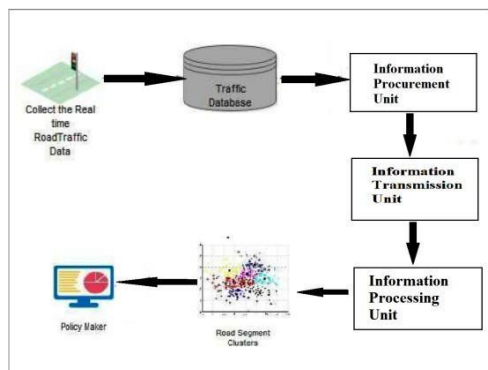 Collect the Real
time
RoadTraffic
Data
Traffic
Database
Information
Procurement
Unit
Information
Transmission
Unit
Information
Processing
Unit
Road Segment
Clusters
Policy Maker